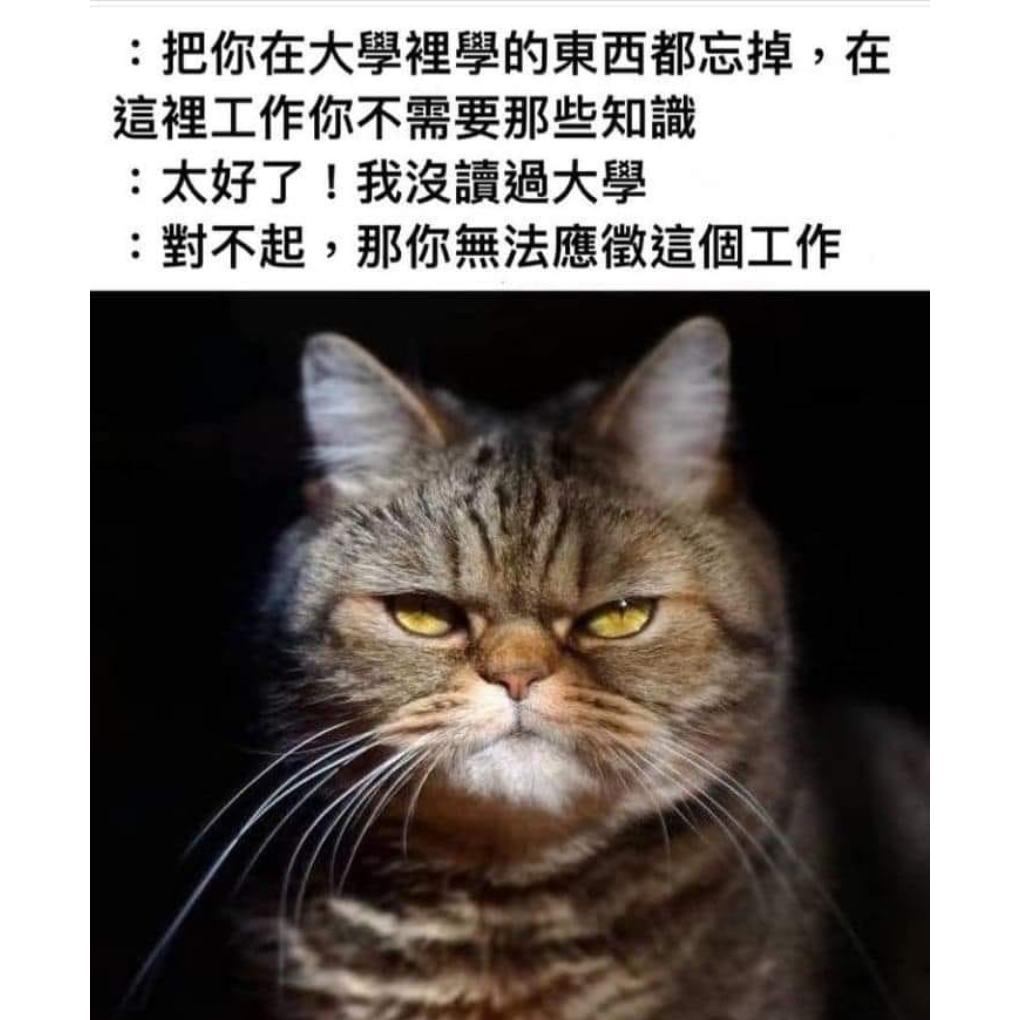 ：把你在大學裡學的東西都忘掉，在
這裡工作你不需要那些知識
：太好了！我沒讀過大學
：對不起，那你無法應徵這個工作